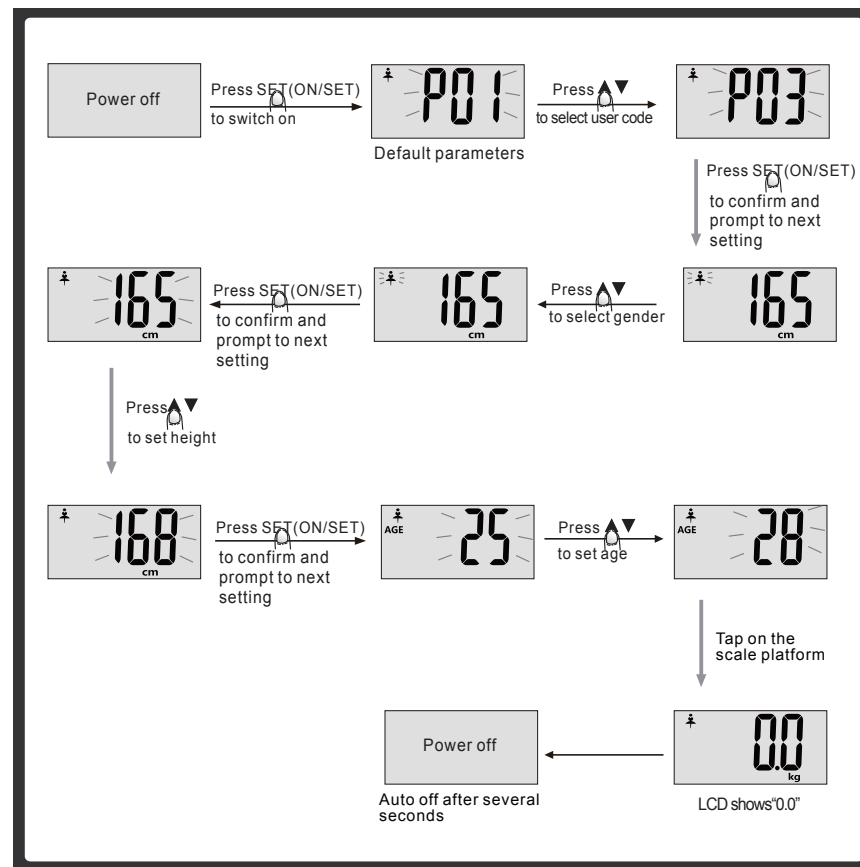 Power off
Press SET(ON/SET)
to switch on
P01
Default parameters
Press ▲▼
to select user code
P03
Press SET(ON/SET)
to confirm and
prompt to next
setting
165
cm
Press ▲▼
to select gender
165
cm
Press SET(ON/SET)
to confirm and
prompt to next
setting
165
cm
Press▲▼
to set height
168
cm
Press SET(ON/SET)
to confirm and
prompt to next
setting
AGE
25
Press ▲▼
to set age
AGE
28
Tap on the
scale platform
0.0
kg
LCD shows“0.0”
Power off
Auto off after several
seconds